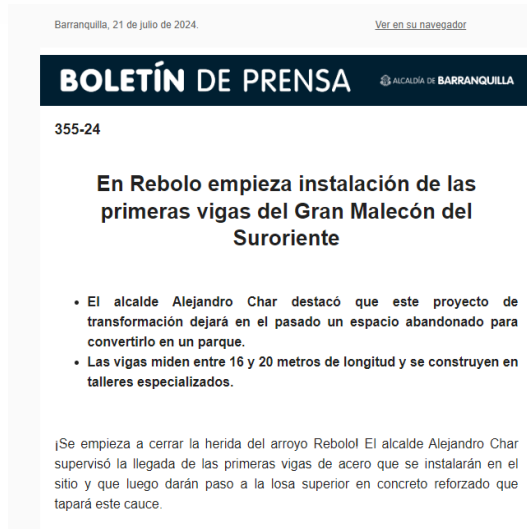 Barranquilla, 21 de julio de 2024.
Ver en su navegador
BOLETÍN DE PRENSA
ALCALDÍA DE BARRANQUILLA
355-24
En Rebolo empieza instalación de las
primeras vigas del Gran Malecón del
Suroriente
• El alcalde Alejandro Char destacó que este proyecto de
transformación dejará en el pasado un espacio abandonado para
convertirlo en un parque.
• Las vigas miden entre 16 y 20 metros de longitud y se construyen en
talleres especializados.
¡Se empieza a cerrar la herida del arroyo Rebolo! El alcalde Alejandro Char
supervisó la llegada de las primeras vigas de acero que se instalarán en el
sitio y que luego darán paso a la losa superior en concreto reforzado que
tapará este cauce.